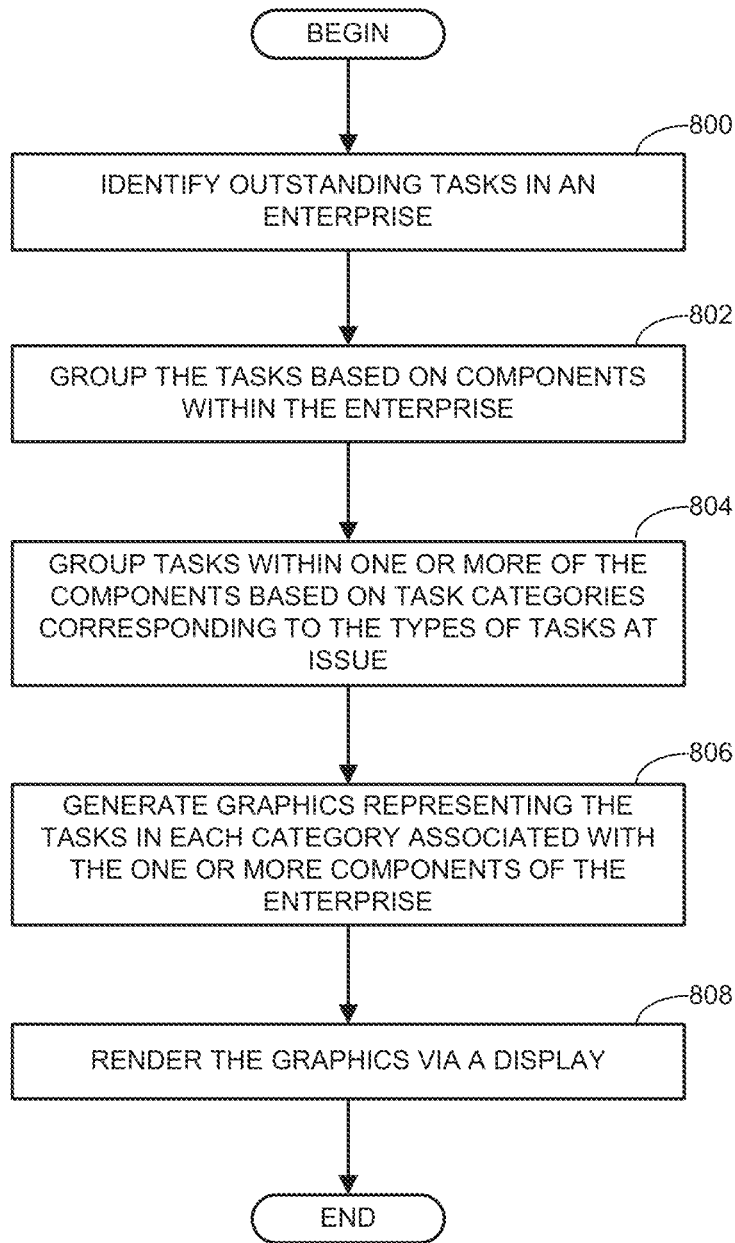 BEGIN
800
IDENTIFY OUTSTANDING TASKS IN AN
ENTERPRISE
802
GROUP THE TASKS BASED ON COMPONENTS
WITHIN THE ENTERPRISE
804
GROUP TASKS WITHIN ONE OR MORE OF THE
COMPONENTS BASED ON TASK CATEGORIES
CORRESPONDING TO THE TYPES OF TASKS AT
ISSUE
806
GENERATE GRAPHICS REPRESENTING THE
TASKS IN EACH CATEGORY ASSOCIATED WITH
THE ONE OR MORE COMPONENTS OF THE
ENTERPRISE
808
RENDER THE GRAPHICS VIA A DISPLAY
END